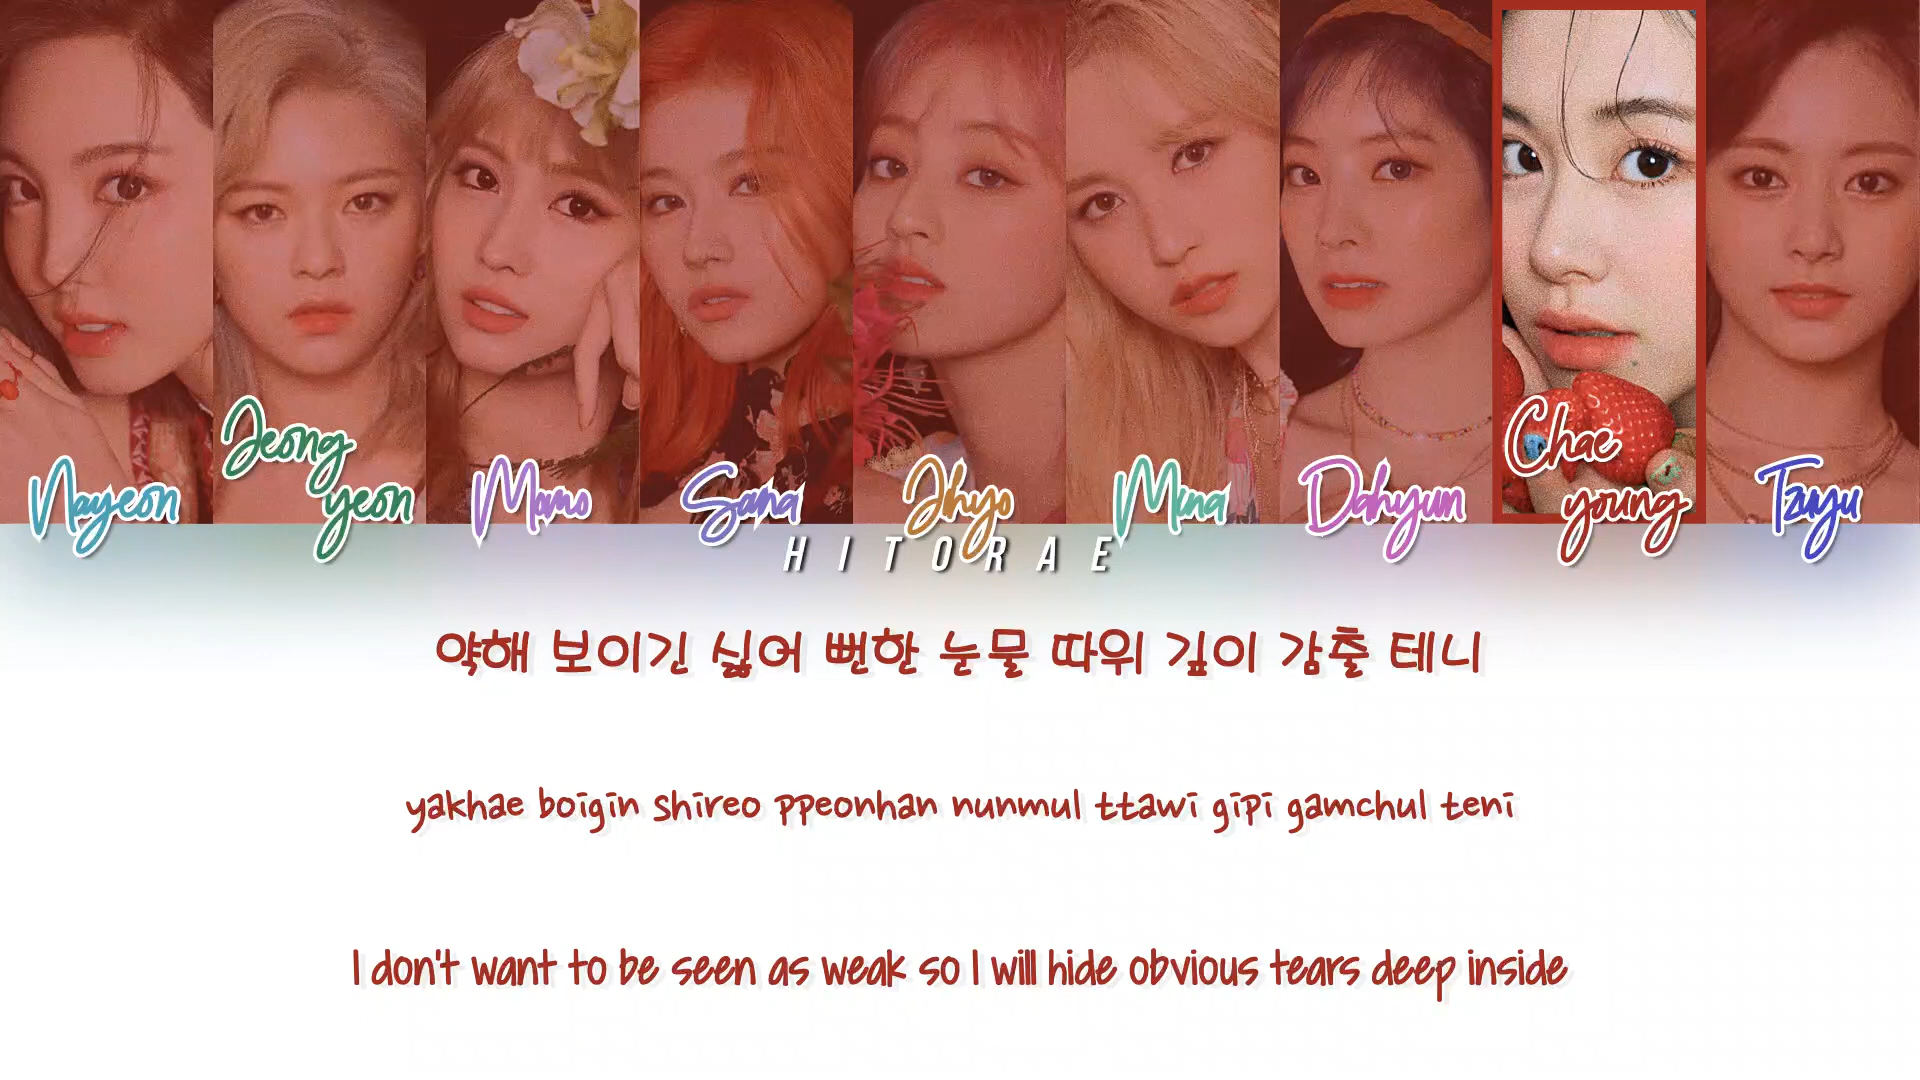 Nayeon
Jeong
yeon
Momo
Sana
Jihyo
Mina
Dahyun
Chae
young
Tzuyu
HITORAE
약해 보이긴 싫어 뻔한 눈물 따위 깊이 감출 테니
yakhae boigin shireo ppeonhan nunmul ttawi gipi gamchul teni
I don't want to be seen as weak so I will hide obvious tears deep inside